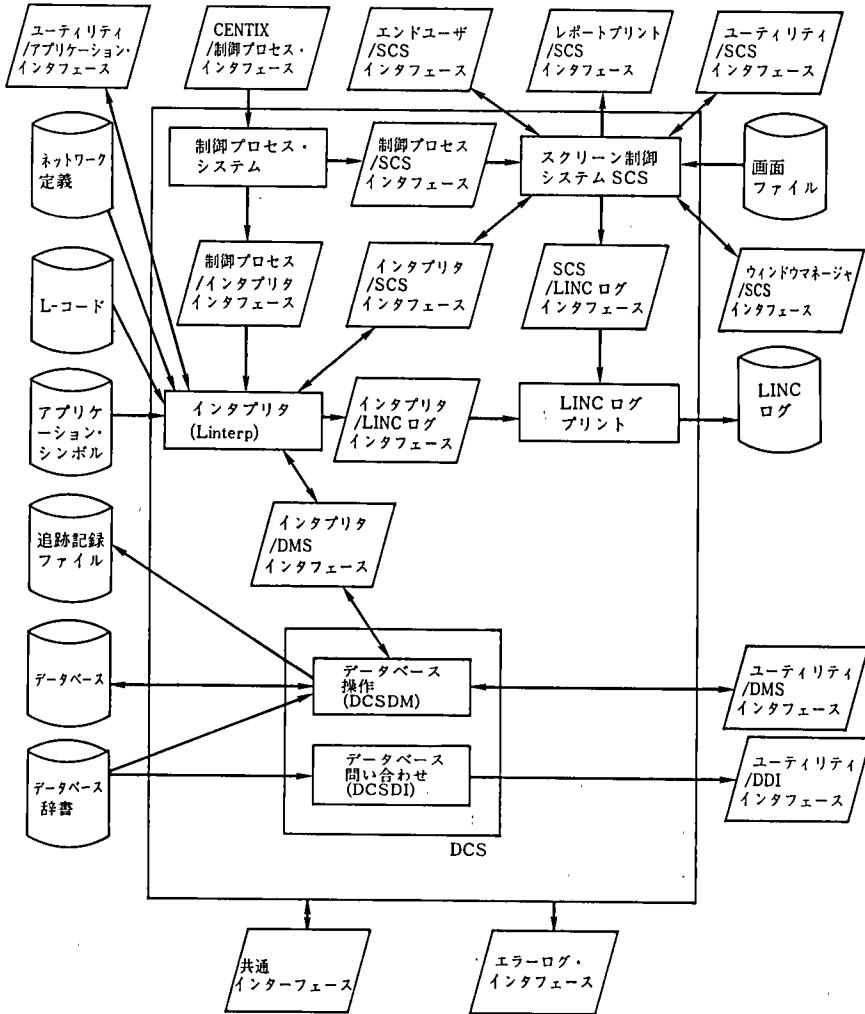 ユーティリティ
/アプリケーション・
インタフェース
CENTIX
/制御プロセス・
インタフェース
エンドユーザ
/SCS
インタフェース
レポートプリント
/SCS
インタフェース
ユーティリティ
/SCS
インタフェース
ネットワーク
定義
制御プロセス・
システム
制御プロセス
/SCS
インタフェース
スクリーン制御
システム SCS
画面
ファイル
L-コード
制御プロセス
/インタプリタ
インタフェース
インタプリタ
/SCS
インタフェース
SCS
/LINC ログ
インタフェース
ウィンドウマネージャ
/SCS
インタフェース
アプリケ
ーション・
シンボル
インタプリタ
(Linterp)
インタプリタ
/LINC ログ
インタフェース
LINC ログ
プリント
LINC
ログ
追跡記録
ファイル
インタプリタ
/DMS
インタフェース
データベース
データベース
操作
(DCSDM)
ユーティリティ
/DMS
インタフェース
データベース
辞書
データベース
問い合わせ
(DCSDI)
ユーティリティ
/DDI
インタフェース
DCS
共通
インターフェース
エラーログ・
インタフェース